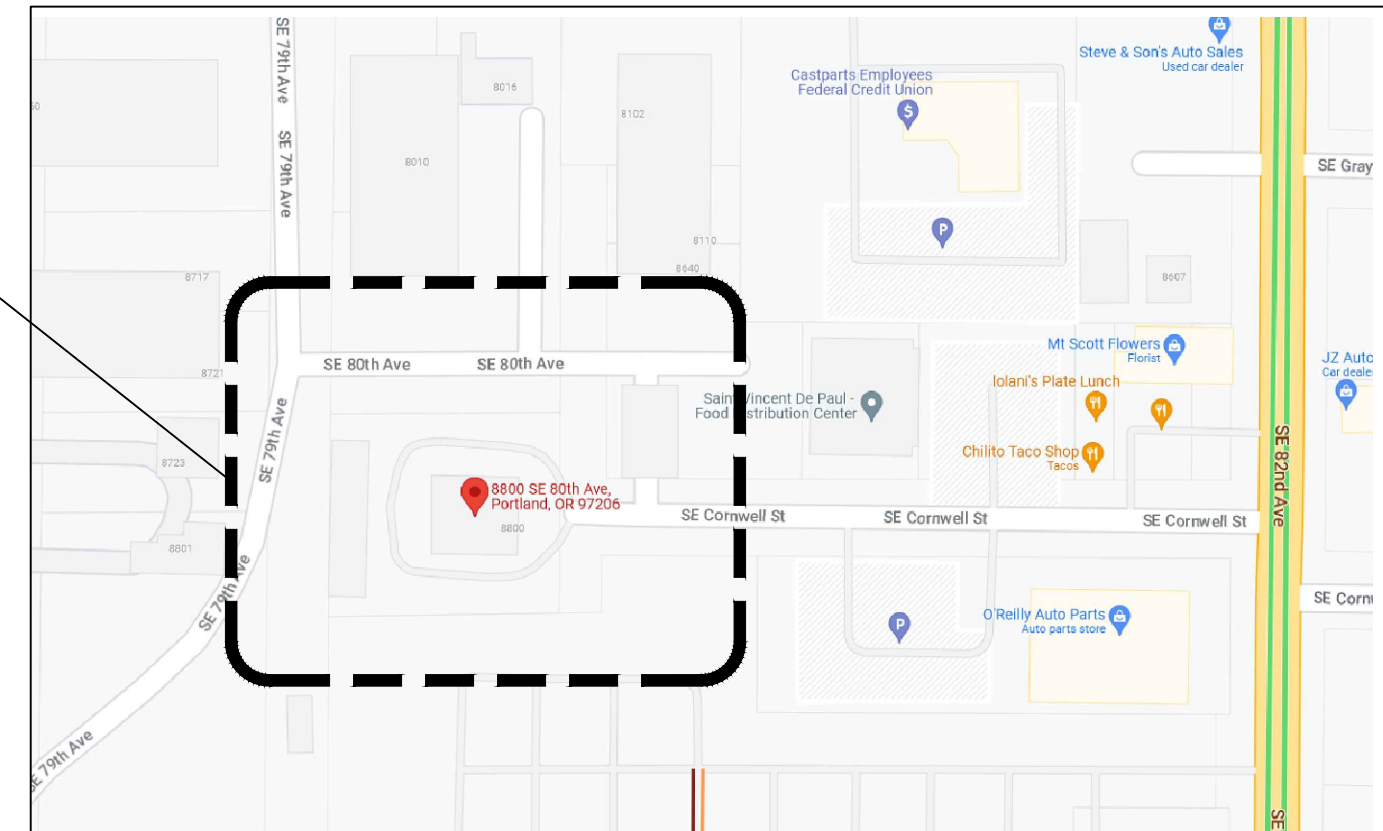 SE 79th Ave
SE 79th Ave
Steve & Son's Auto Sales
Used car dealer
Castparts Employees
Federal Credit Union
8016
8102
8010
SE Gray
P
8110
8640
8717
8607
SE 80th Ave
SE 80th Ave
8721
Mt Scott Flowers
Florist
JZ Auto
Car deale
Iolani's Plate Lunch
Saint Vincent De Paul -
Food Distribution Center
SE 79th Ave
Chilito Taco Shop
Tacos
8723
SE 82nd Ave
8800 SE 80th Ave,
Portland, OR 97206
8800
SE Cornwell St
SE Cornwell St
SE Cornwell St
8801
SE 79th Ave
SE Corn
O'Reilly Auto Parts
Auto parts store
P
SE 79th Ave
SE